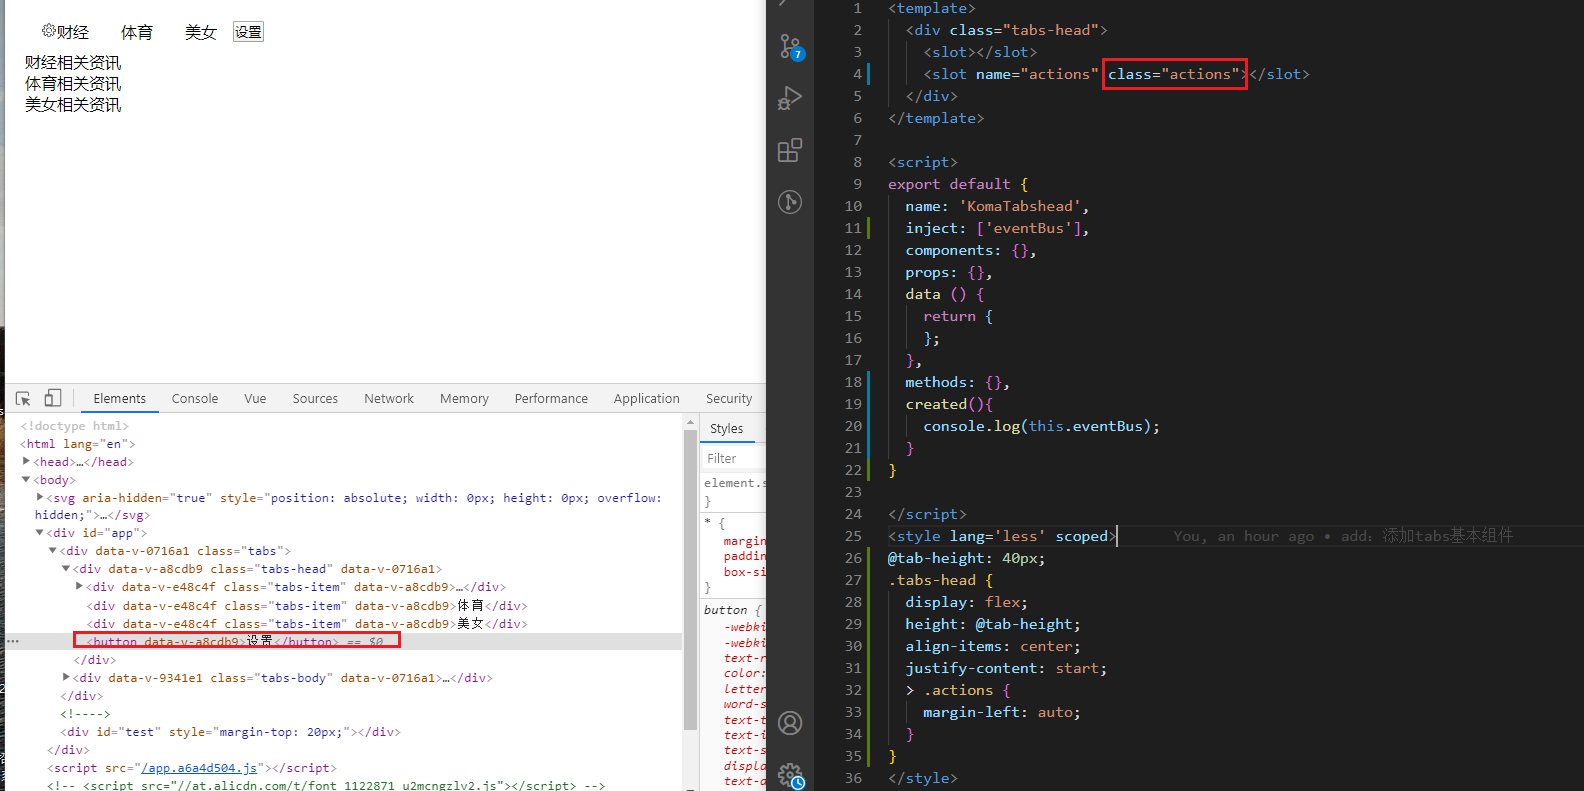 财经 体育 美女 设置
财经相关资讯
体育相关资讯
美女相关资讯
Elements Console Vue Sources Network Memory Performance Application Security
<!doctype html>
<html lang="en">
<head>…</head>
<body>
<svg aria-hidden="true" style="position: absolute; width: 0px; height: 0px; overflow:
hidden;">…</svg>
<div id="app">
<div data-v-0716a1 class="tabs">
<div data-v-a8cdb9 class="tabs-head" data-v-0716a1>
<div data-v-e48c4f class="tabs-item" data-v-a8cdb9>…</div>
<div data-v-e48c4f class="tabs-item" data-v-a8cdb9>体育</div>
<div data-v-e48c4f class="tabs-item" data-v-a8cdb9>美女</div>
<button data-v-a8cdb9>设置</button> == $0
</div>
<div data-v-9341e1 class="tabs-body" data-v-0716a1>…</div>
</div>
<!---->
<div id="test" style="margin-top: 20px;"></div>
</div>
<script src="/app.a6a4d504.js"></script>
<!-- <script src="//at.alicdn.com/t/font_1122871_u2mcngzlv2.js"></script> -->
Styles
Filter
element.s
}
* {
margin
paddin
box-si
}
button {
-webki
-webki
text-r
color:
letter
word-s
text-t
text-i
text-s
displa
text-a
7
1 <template>
2 <div class="tabs-head">
3 <slot></slot>
4 <slot name="actions" class="actions"></slot>
5 </div>
6 </template>
7
8 <script>
9 export default {
10 name: 'KomaTabshead',
11 inject: ['eventBus'],
12 components: {},
13 props: {},
14 data () {
15 return {
16 };
17 },
18 methods: {},
19 created(){
20 console.log(this.eventBus);
21 }
22 }
23
24 </script>
25 <style lang='less' scoped> You, an hour ago • add: 添加tabs基本组件
26 @tab-height: 40px;
27 .tabs-head {
28 display: flex;
29 height: @tab-height;
30 align-items: center;
31 justify-content: start;
32 > .actions {
33 margin-left: auto;
34 }
35 }
36 </style>